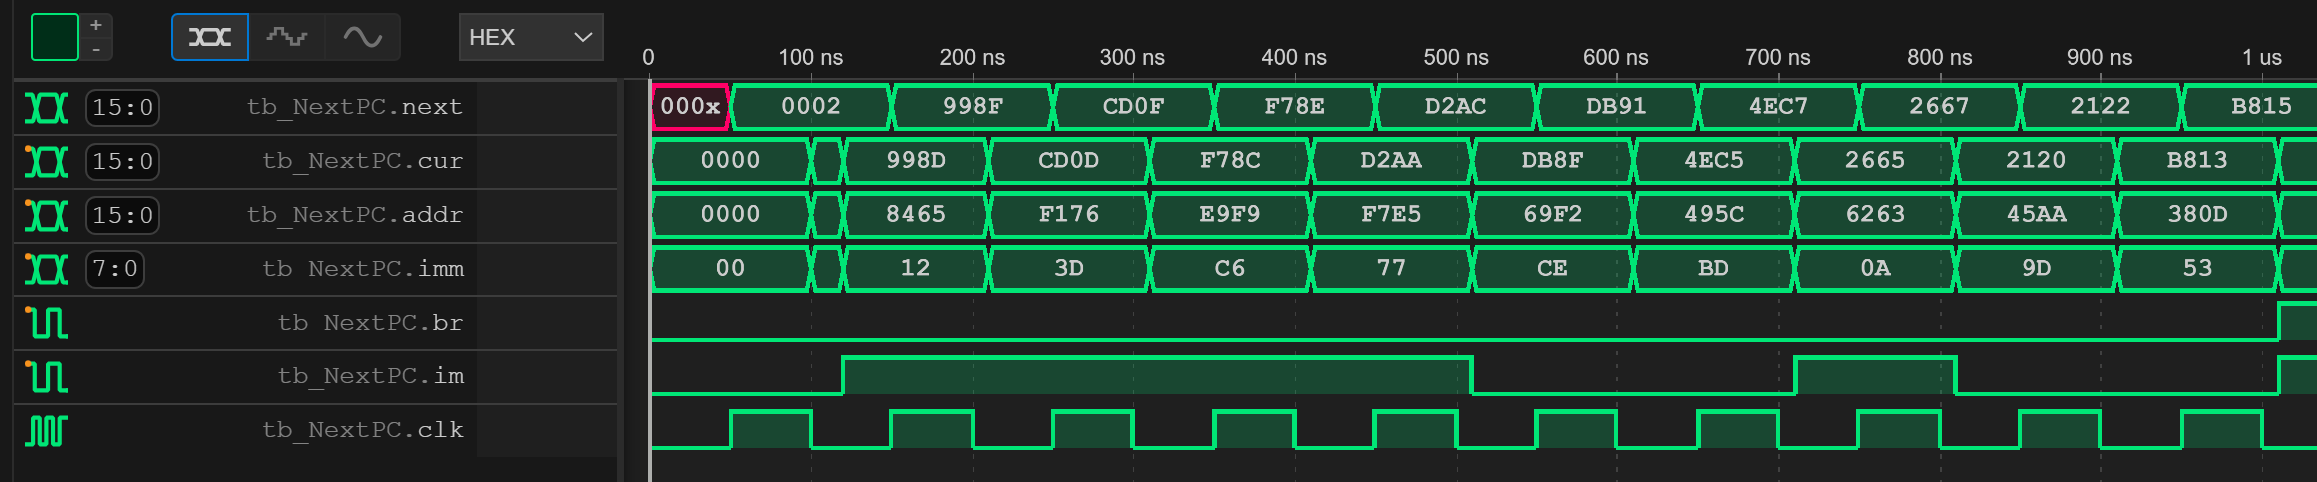 +
-
HEX
0 100 ns 200 ns 300 ns 400 ns 500 ns 600 ns 700 ns 800 ns 900 ns 1 us
15:0 tb_NextPC.next 000x 0002 998F CD0F F78E D2AC DB91 4EC7 2667 2122 B815
15:0 tb_NextPC.cur 0000 998D CD0D F78C D2AA DB8F 4EC5 2665 2120 B813
15:0 tb_NextPC.addr 0000 8465 F176 E9F9 F7E5 69F2 495C 6263 45AA 380D
7:0 tb NextPC.imm 00 12 3D C6 77 CE BD 0A 9D 53
tb NextPC.br
tb_NextPC.im
tb_NextPC.clk